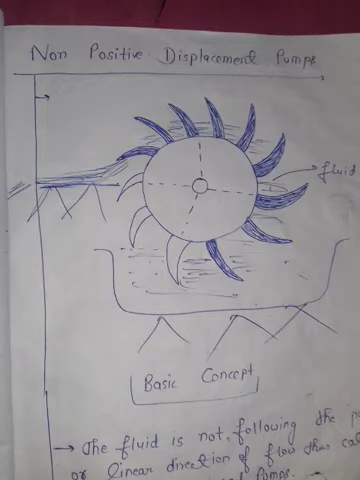 Non Positive Displacement Pumps
fluid
Basic Concept
→ The fluid is not following the
or linear direction of flow thus
Pumps.